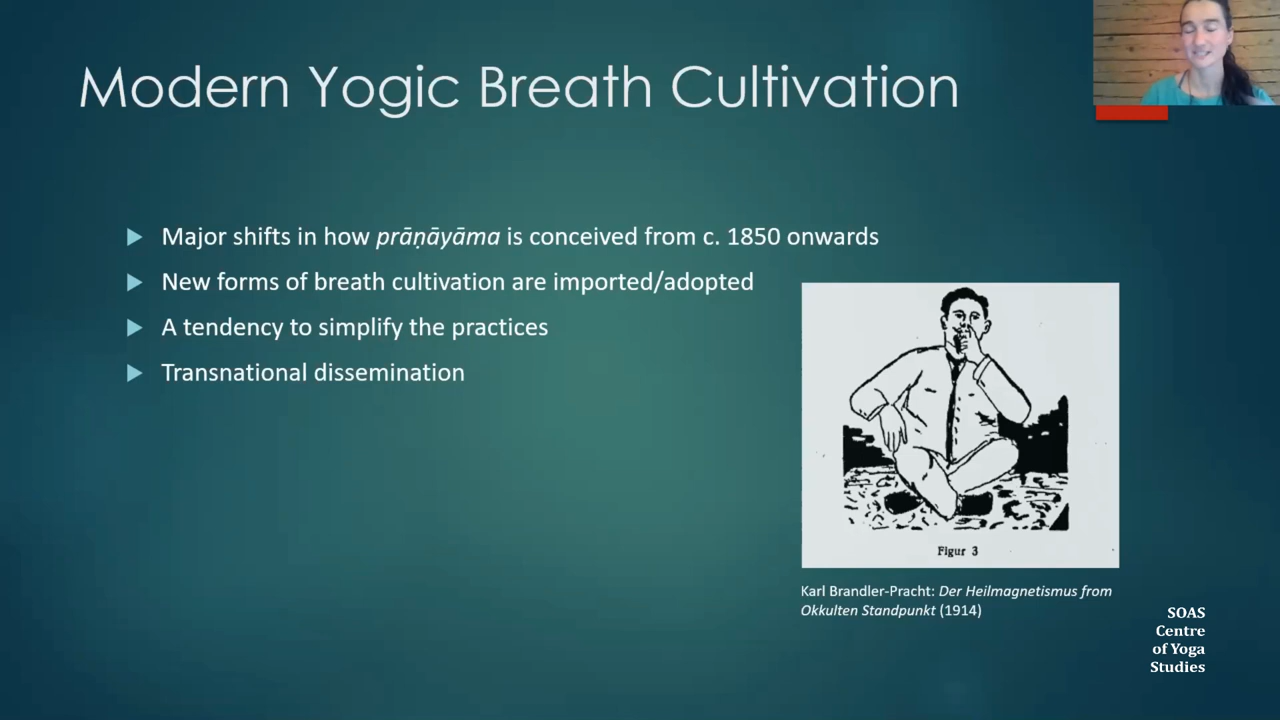 Modern Yogic Breath Cultivation
Major shifts in how prāṇāyāma is conceived from c. 1850 onwards
New forms of breath cultivation are imported/adopted
A tendency to simplify the practices
Transnational dissemination
Figur 3
Karl Brandler-Pracht: Der Heilmagnetismus from
Okkulten Standpunkt (1914)
SOAS
Centre
of Yoga
Studies